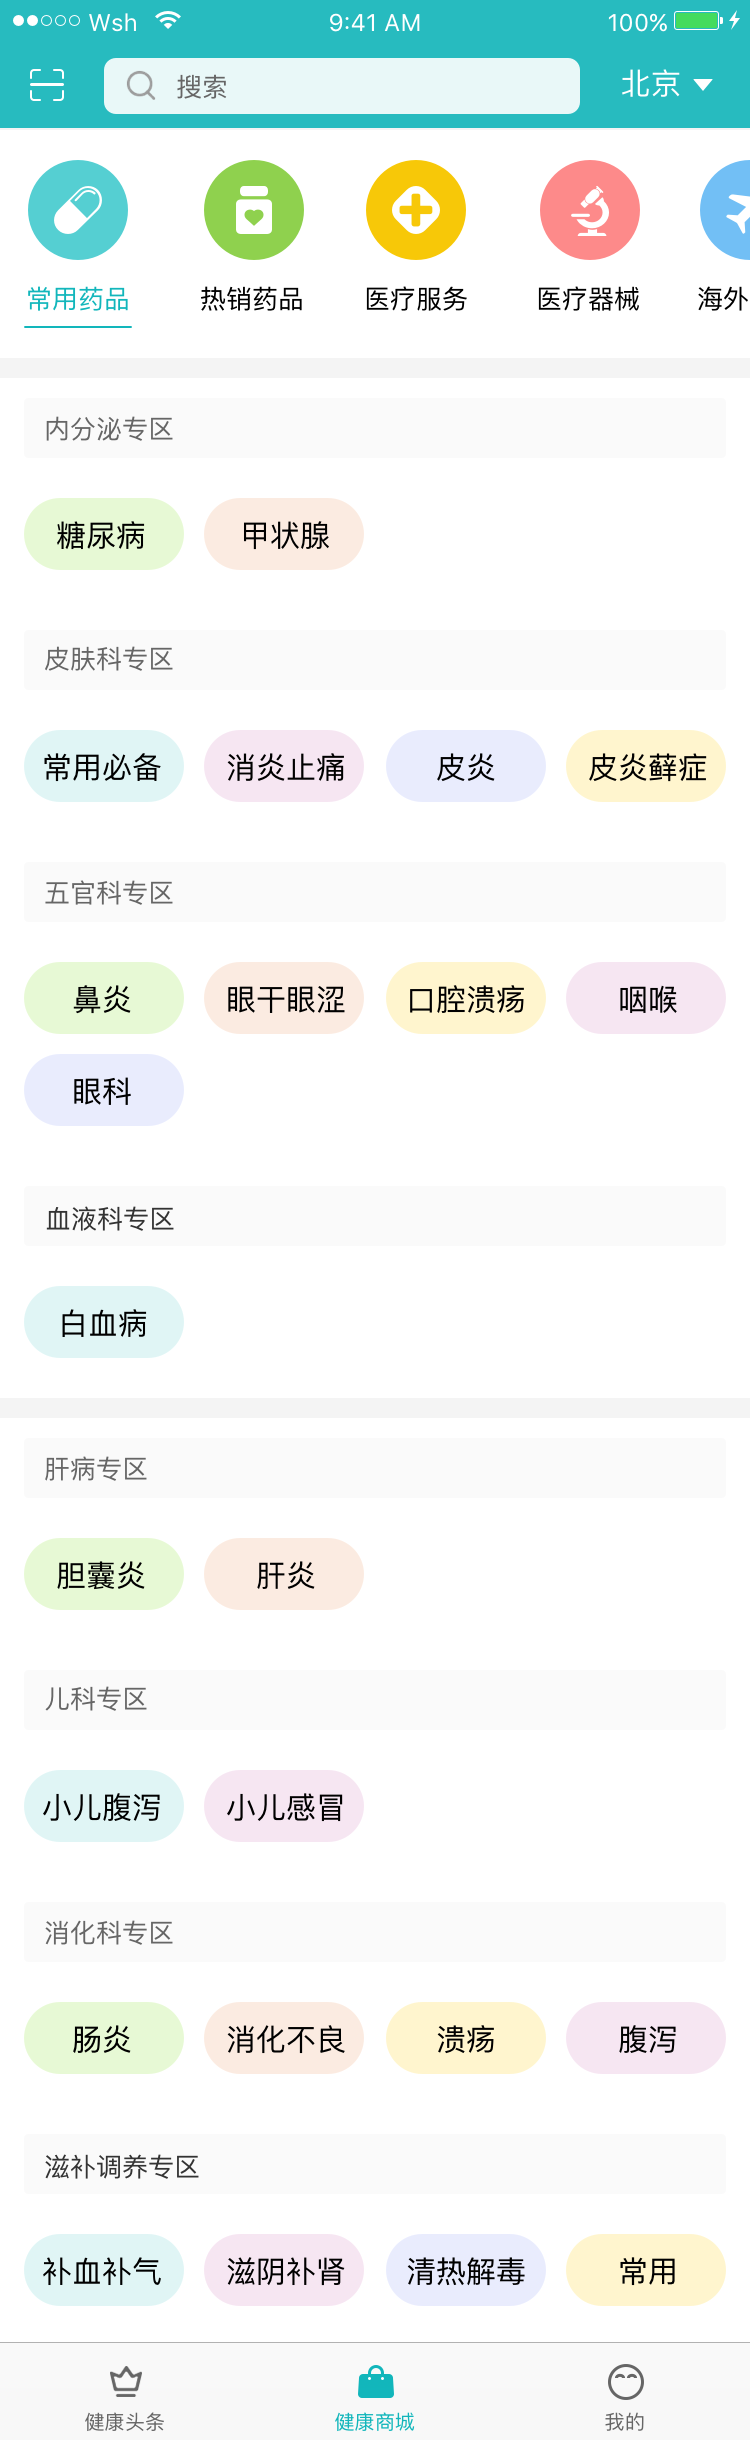 Wsh 9:41 AM 100%
搜索 北京
常用药品 热销药品 医疗服务 医疗器械 海外
内分泌专区
糖尿病 甲状腺
皮肤科专区
常用必备 消炎止痛 皮炎 皮炎藓症
五官科专区
鼻炎 眼干眼涩 口腔溃疡 咽喉
眼科
血液科专区
白血病
肝病专区
胆囊炎 肝炎
儿科专区
小儿腹泻 小儿感冒
消化科专区
肠炎 消化不良 溃疡 腹泻
滋补调养专区
补血补气 滋阴补肾 清热解毒 常用
健康头条 健康商城 我的